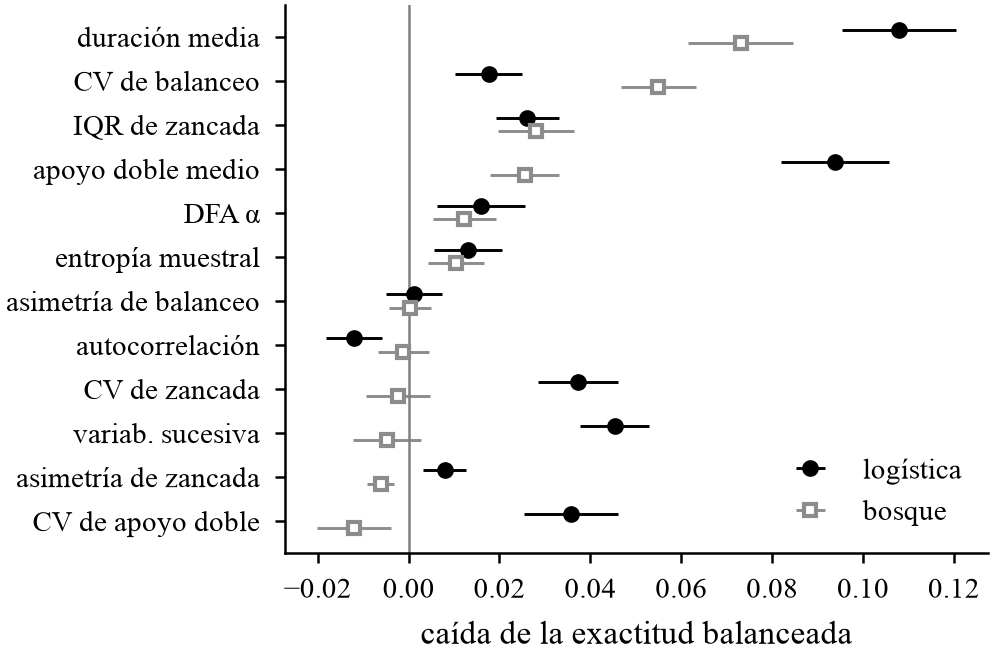 duración media
CV de balanceo
IQR de zancada
apoyo doble medio
DFA α
entropía muestral
asimetría de balanceo
autocorrelación
CV de zancada
variab. sucesiva
asimetría de zancada
CV de apoyo doble
logística
bosque
−0.02 0.00 0.02 0.04 0.06 0.08 0.10 0.12
caída de la exactitud balanceada